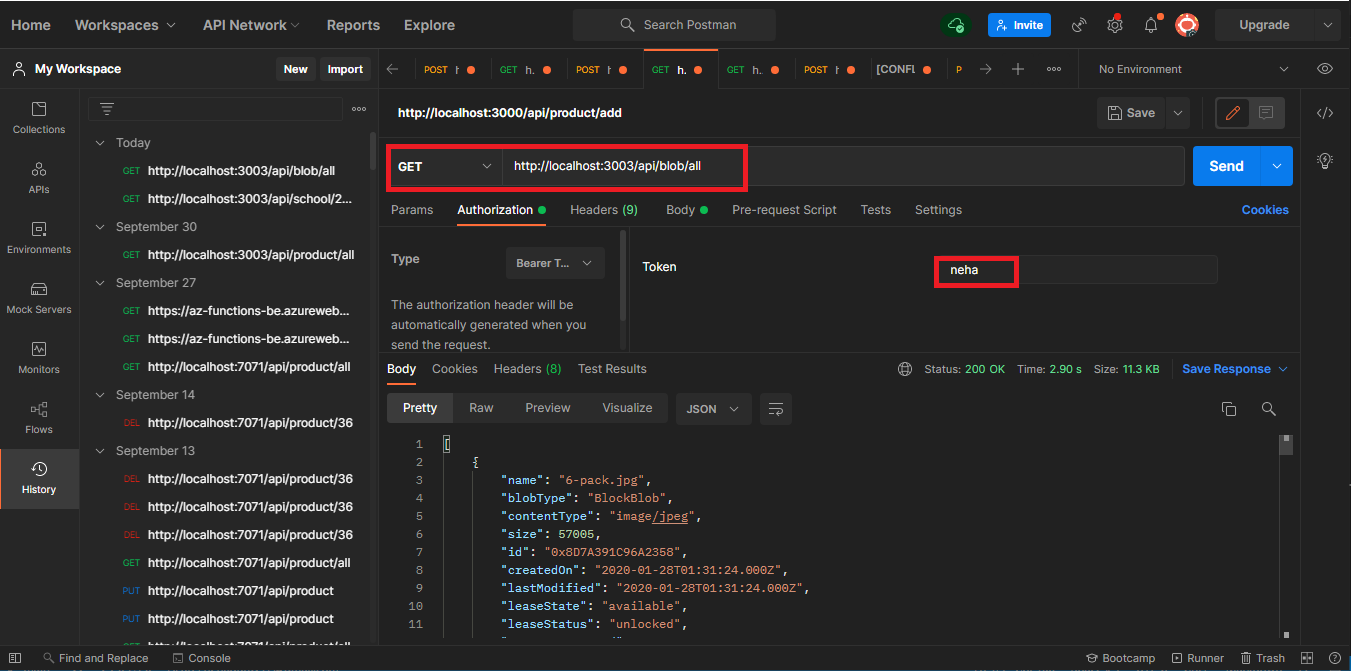 Home Workspaces API Network Reports Explore Search Postman Invite Upgrade
My Workspace New Import
POST h GET h. POST h GET h. GET h. POST h [CONFL P No Environment
Collections
APIs
Environments
Mock Servers
Monitors
Flows
History
Today
GET http://localhost:3003/api/blob/all
GET http://localhost:3003/api/school/2...
September 30
GET http://localhost:3003/api/product/all
September 27
GET https://az-functions-be.azureweb...
GET https://az-functions-be.azureweb...
GET http://localhost:7071/api/product/all
September 14
DEL http://localhost:7071/api/product/36
September 13
DEL http://localhost:7071/api/product/36
DEL http://localhost:7071/api/product/36
DEL http://localhost:7071/api/product/36
GET http://localhost:7071/api/product/all
PUT http://localhost:7071/api/product
PUT http://localhost:7071/api/product
GET http://localhost:7071/api/product/all
http://localhost:3000/api/product/add Save
GET http://localhost:3003/api/blob/all Send
Params Authorization Headers (9) Body Pre-request Script Tests Settings Cookies
Type Bearer T...
The authorization header will be
automatically generated when you
send the request.
Token neha
Body Cookies Headers (8) Test Results Status: 200 OK Time: 2.90 s Size: 11.3 KB Save Response
Pretty Raw Preview Visualize JSON
1 [
2 {
3 "name": "6-pack.jpg",
4 "blobType": "BlockBlob",
5 "contentType": "image/jpeg",
6 "size": 57005,
7 "id": "0x8D7A391C96A2358",
8 "createdOn": "2020-01-28T01:31:24.000Z",
9 "lastModified": "2020-01-28T01:31:24.000Z",
10 "leaseState": "available",
11 "leaseStatus": "unlocked",
Find and Replace Console Bootcamp Runner Trash